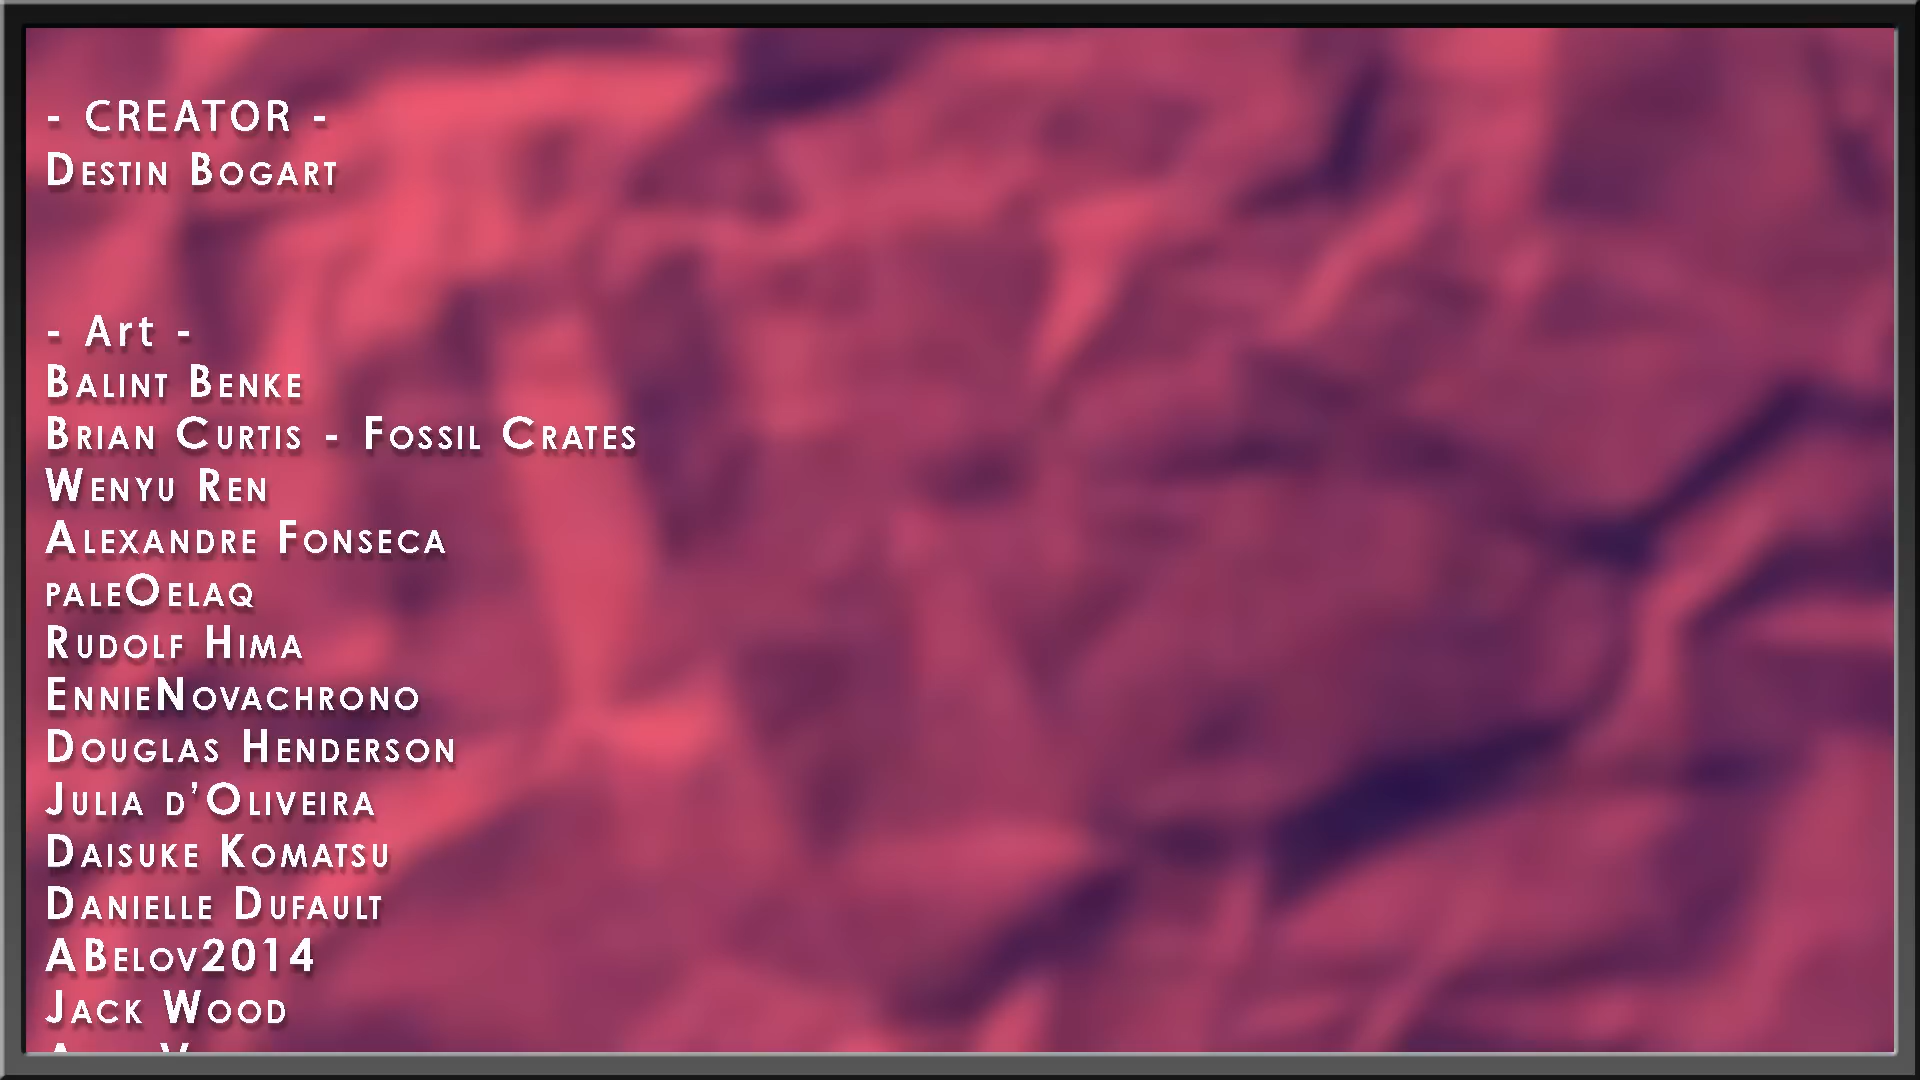 - CREATOR -
Destin Bogart
- Art -
Balint Benke
Brian Curtis - Fossil Crates
Wenyu Ren
Alexandre Fonseca
paleOelaq
Rudolf Hima
EnnieNovachrono
Douglas Henderson
Julia d'Oliveira
Daisuke Komatsu
Danielle Dufault
ABelov2014
Jack Wood